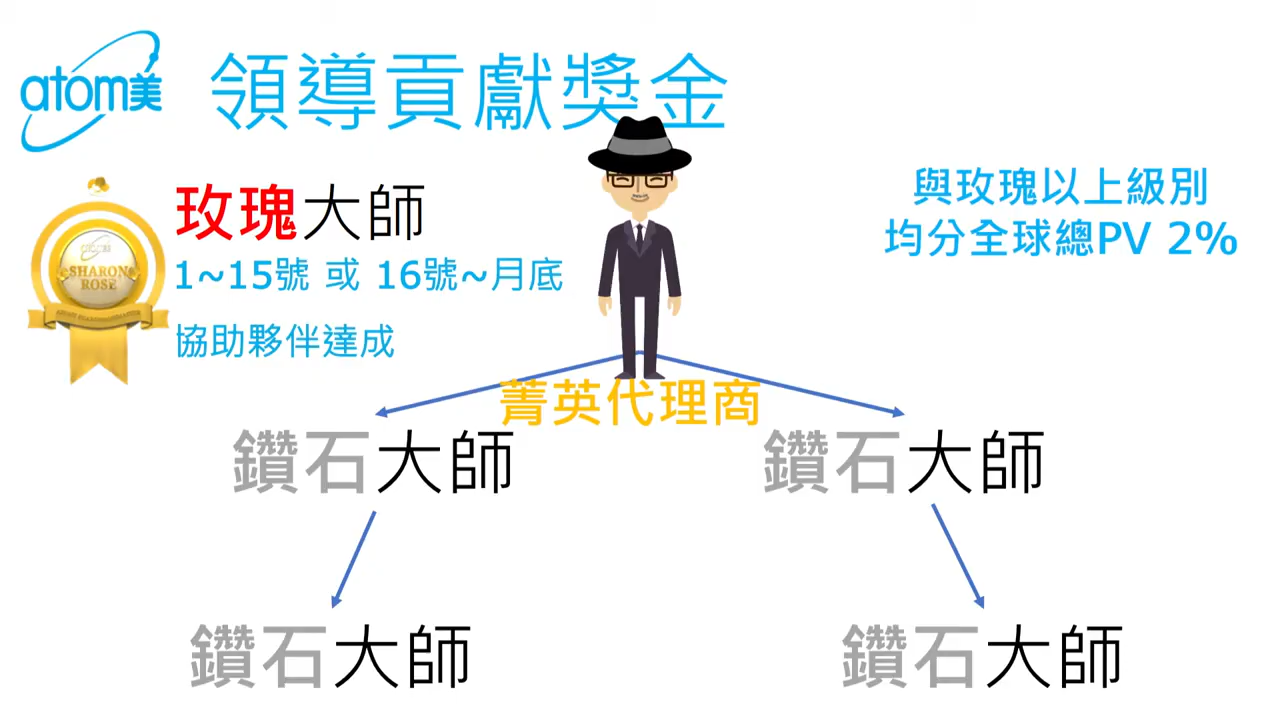 atom美
領導貢獻獎金
玫瑰大師
1~15號 或 16號~月底
協助夥伴達成
SHARON
ROSE
與玫瑰以上級別
均分全球總PV 2%
菁英代理商
鑽石大師
鑽石大師
鑽石大師
鑽石大師